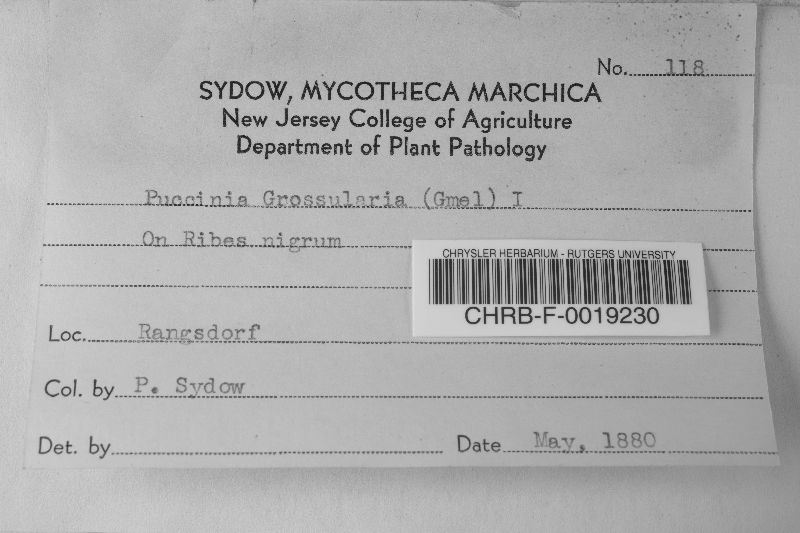 No. 118
SYDOW, MYCOTHECA MARCHICA
New Jersey College of Agriculture
Department of Plant Pathology
Puccinia Grossularia (Gmel) I
On Ribes nigrum
CHRYSLER HERBARIUM - RUTGERS UNIVERSITY
CHRB-F-0019230
Loc. Rangsdorf
Col. by P. Sydow
Det. by
Date May, 1880